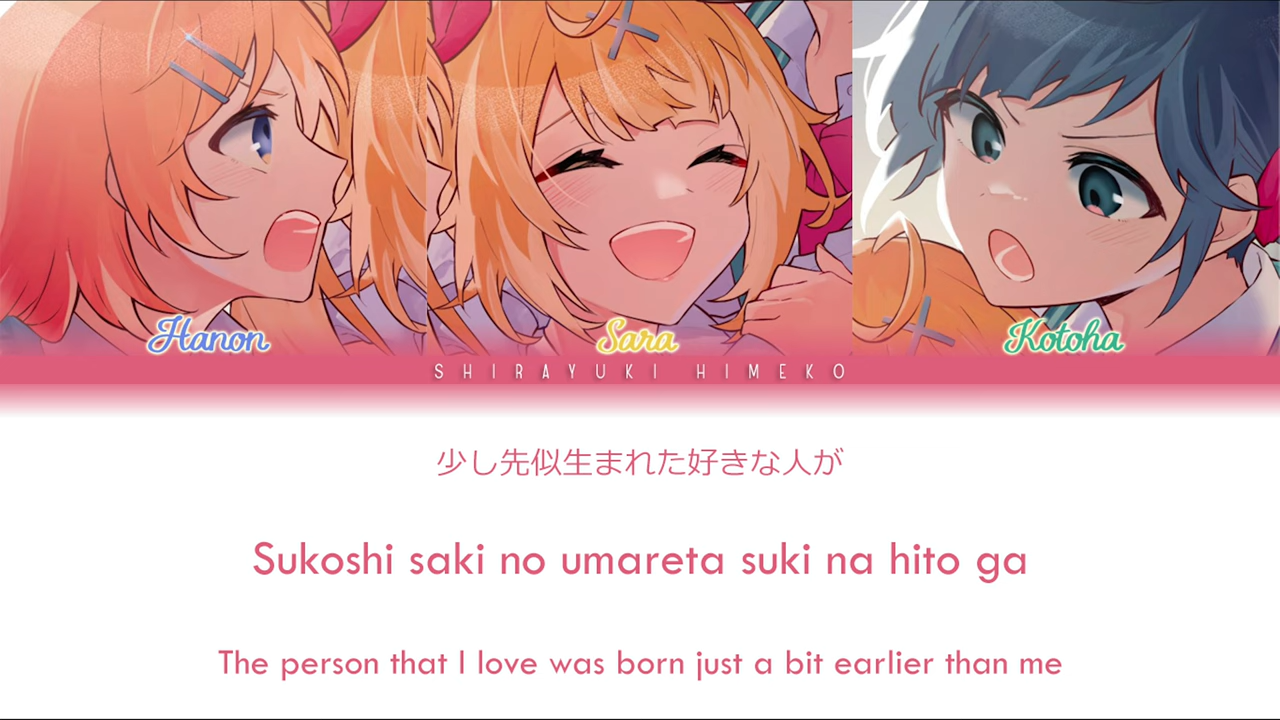 Hanon
Sara
Kotoha
SHIRAYUKI HIMEKO
少し先似生まれた好きな人が
Sukoshi saki no umareta suki na hito ga
The person that I love was born just a bit earlier than me